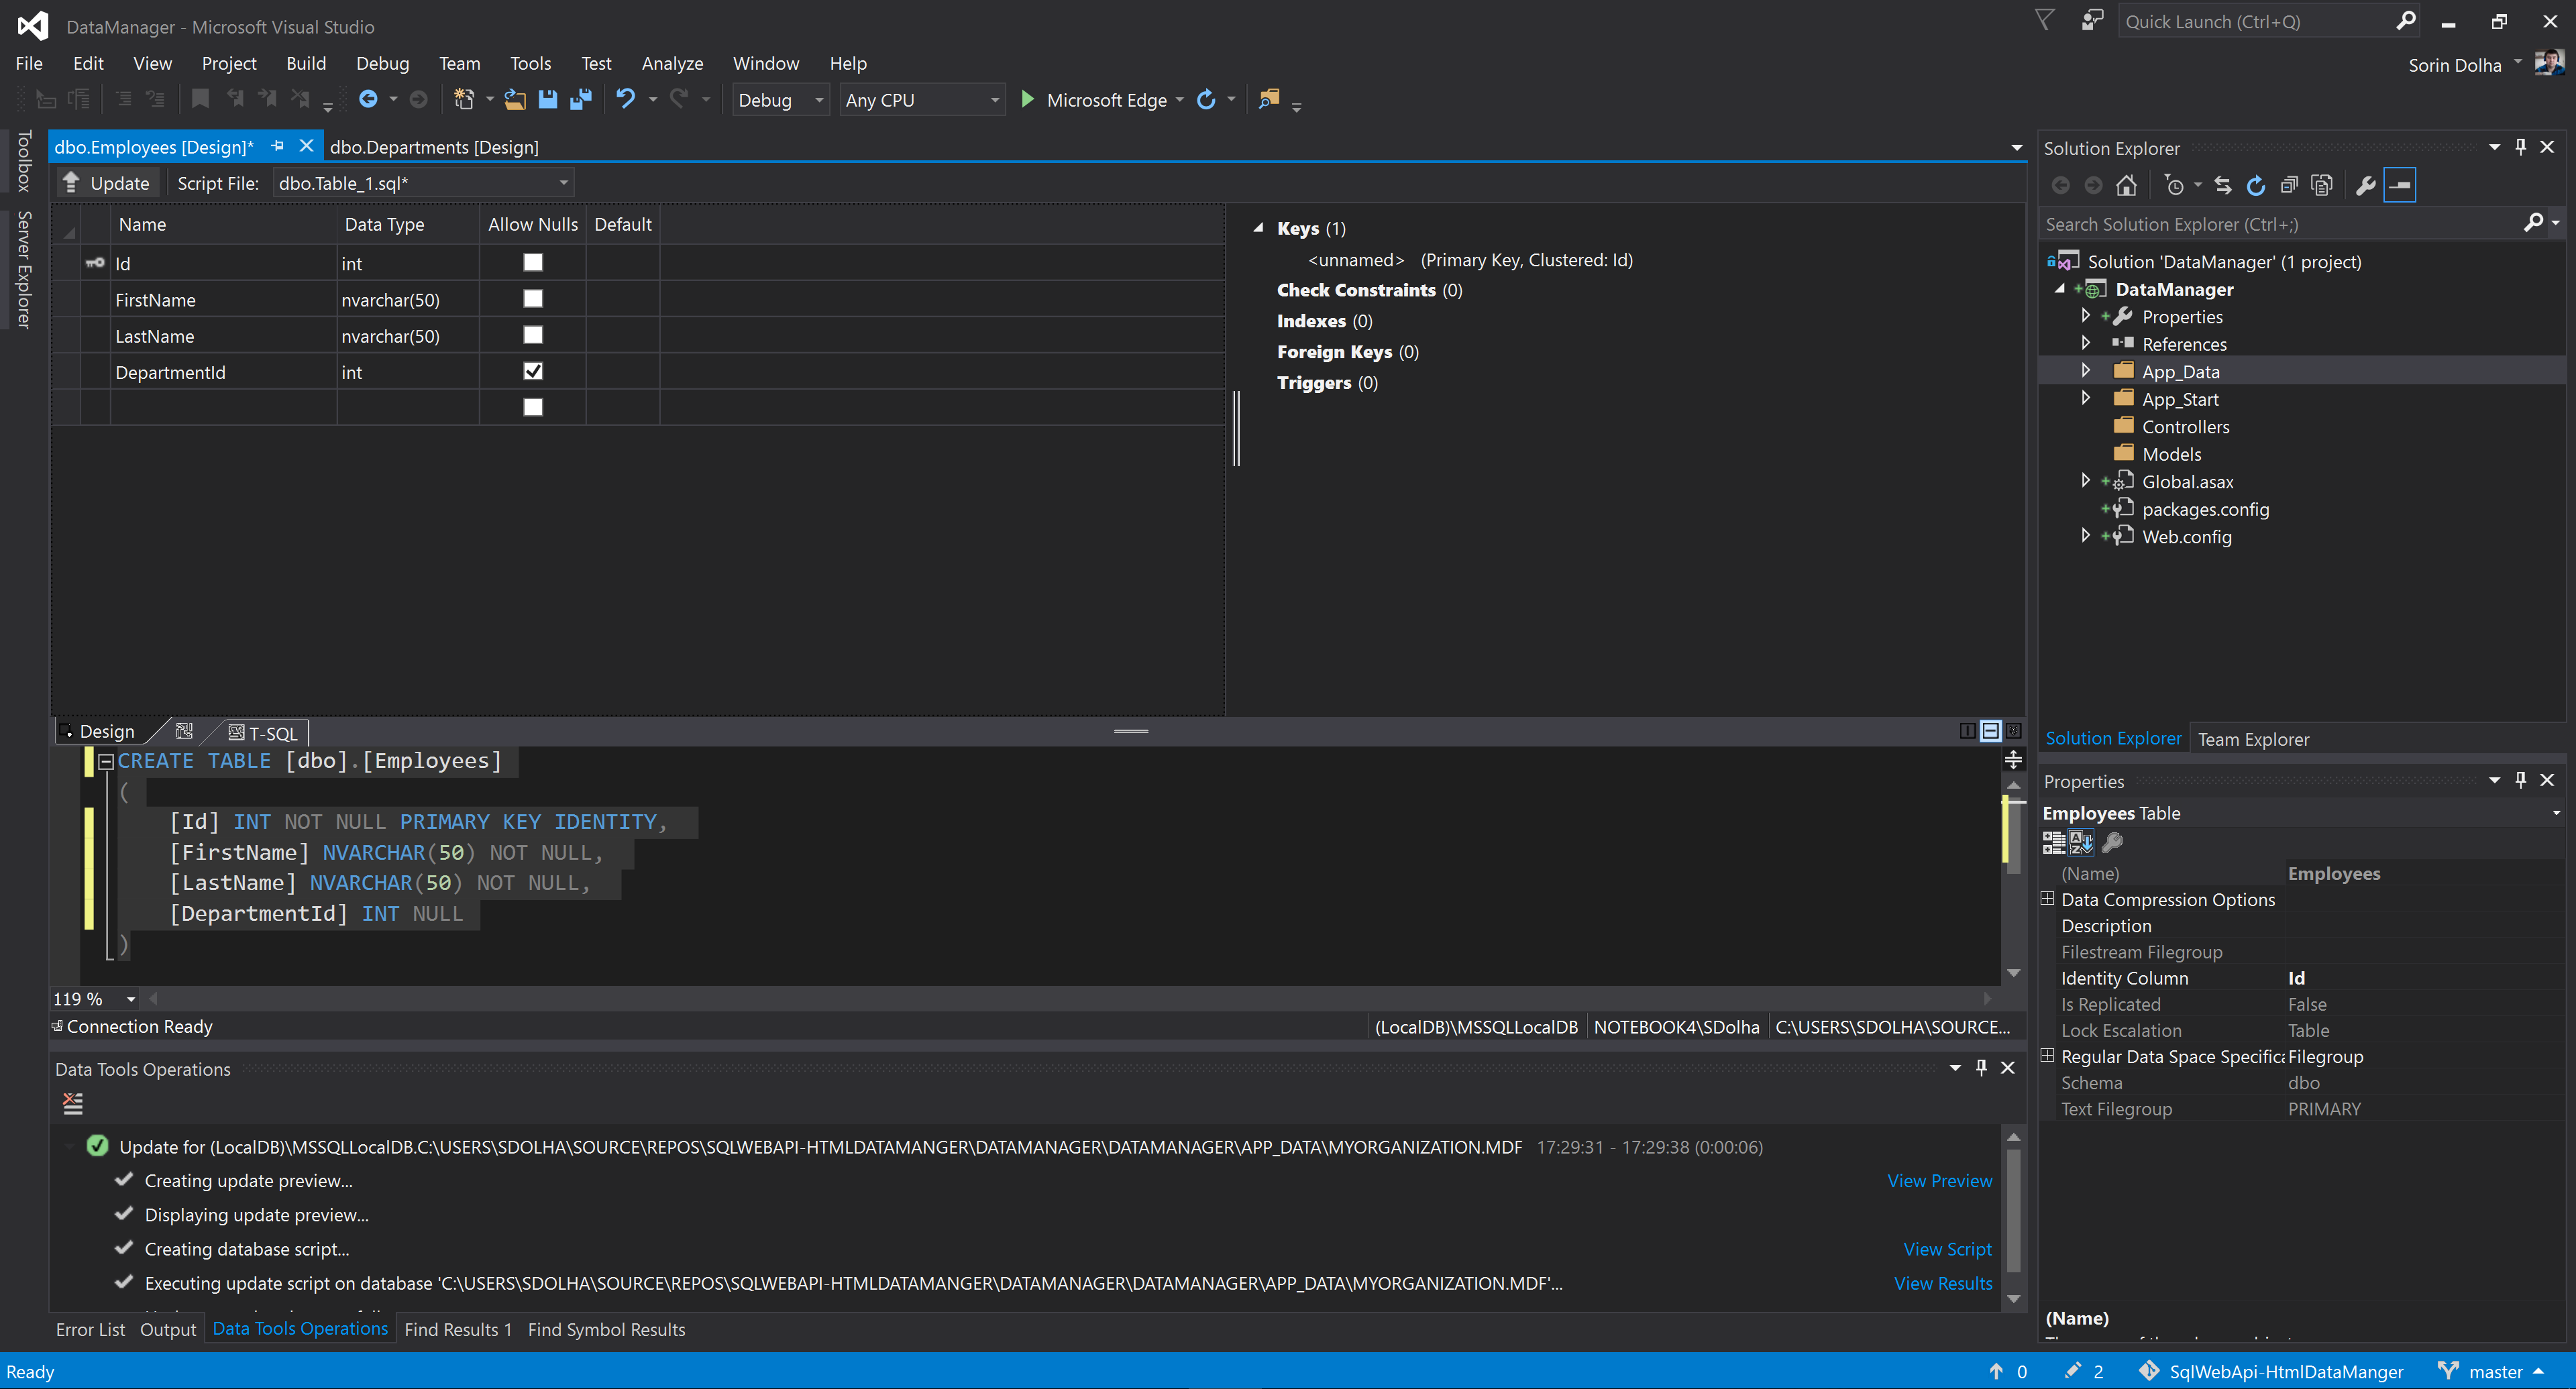 DataManager - Microsoft Visual Studio
Quick Launch (Ctrl+Q)
File Edit View Project Build Debug Team Tools Test Analyze Window Help
Sorin Dolha
Debug Any CPU Microsoft Edge
Toolbox
Server Explorer
dbo.Employees [Design]* dbo.Departments [Design]
Update Script File: dbo.Table_1.sql*
Name Data Type Allow Nulls Default
Id int
FirstName nvarchar(50)
LastName nvarchar(50)
DepartmentId int
Keys (1)
<unnamed> (Primary Key, Clustered: Id)
Check Constraints (0)
Indexes (0)
Foreign Keys (0)
Triggers (0)
Design T-SQL
CREATE TABLE [dbo].[Employees]
(
[Id] INT NOT NULL PRIMARY KEY IDENTITY,
[FirstName] NVARCHAR(50) NOT NULL,
[LastName] NVARCHAR(50) NOT NULL,
[DepartmentId] INT NULL
)
119 %
Connection Ready (LocalDB)\MSSQLLocalDB NOTEBOOK4\SDolha C:\USERS\SDOLHA\SOURCE...
Data Tools Operations
Update for (LocalDB)\MSSQLLocalDB.C:\USERS\SDOLHA\SOURCE\REPOS\SQLWEBAPI-HTMLDATAMANGER\DATAMANAGER\DATAMANAGER\APP_DATA\MYORGANIZATION.MDF 17:29:31 - 17:29:38 (0:00:06)
Creating update preview... View Preview
Displaying update preview...
Creating database script... View Script
Executing update script on database 'C:\USERS\SDOLHA\SOURCE\REPOS\SQLWEBAPI-HTMLDATAMANGER\DATAMANAGER\DATAMANAGER\APP_DATA\MYORGANIZATION.MDF'... View Results
Error List Output Data Tools Operations Find Results 1 Find Symbol Results
Solution Explorer
Search Solution Explorer (Ctrl+;)
Solution 'DataManager' (1 project)
DataManager
Properties
References
App_Data
App_Start
Controllers
Models
Global.asax
packages.config
Web.config
Solution Explorer Team Explorer
Properties
Employees Table
(Name) Employees
Data Compression Options
Description
Filestream Filegroup
Identity Column Id
Is Replicated False
Lock Escalation Table
Regular Data Space Specifica Filegroup
Schema dbo
Text Filegroup PRIMARY
(Name)
Ready 0 2 SqlWebApi-HtmlDataManger master